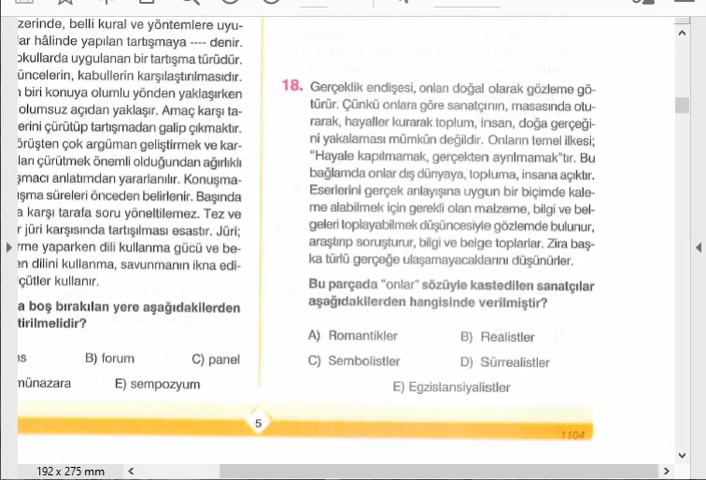 zerinde, belli kural ve yöntemlere uyu-
ar hâlinde yapılan tartışmaya ---- denir.
okullarda uygulanan bir tartışma türüdür.
üncelerin, kabullerin karşılaştırılmasıdır.
biri konuya olumlu yönden yaklaşırken
olumsuz açıdan yaklaşır. Amaç karşı ta-
erini çürütüp tartışmadan galip çıkmaktır.
örüşten çok argüman geliştirmek ve kar-
lan çürütmek önemli olduğundan ağırlıklı
şmacı anlatımdan yararlanılır. Konuşma-
ışma süreleri önceden belirlenir. Başında
a karşı tarafa soru yöneltilemez. Tez ve
r jüri karşısında tartışılması esastır. Jüri;
rme yaparken dili kullanma gücü ve be-
en dilini kullanma, savunmanın ikna edi-
çütler kullanır.
a boş bırakılan yere aşağıdakilerden
tirilmelidir?
ıs B) forum C) panel
münazara E) sempozyum
18. Gerçeklik endişesi, onları doğal olarak gözleme gö-
türür. Çünkü onlara göre sanatçının, masasında otu-
rarak, hayaller kurarak toplum, insan, doğa gerçeği-
ni yakalaması mümkün değildir. Onların temel ilkesi;
"Hayale kapılmamak, gerçekten ayrılmamak"tır. Bu
bağlamda onlar dış dünyaya, topluma, insana açıktır.
Eserlerini gerçek anlayışına uygun bir biçimde kale-
me alabilmek için gerekli olan malzeme, bilgi ve bel-
geleri toplayabilmek düşüncesiyle gözlemde bulunur,
araştırıp soruşturur, bilgi ve belge toplarlar. Zira baş-
ka türlü gerçeğe ulaşamayacaklarını düşünürler.
Bu parçada "onlar" sözüyle kastedilen sanatçılar
aşağıdakilerden hangisinde verilmiştir?
A) Romantikler B) Realistler
C) Sembolistler D) Sürrealistler
E) Egzistansiyalistler
5
1104
192 x 275 mm